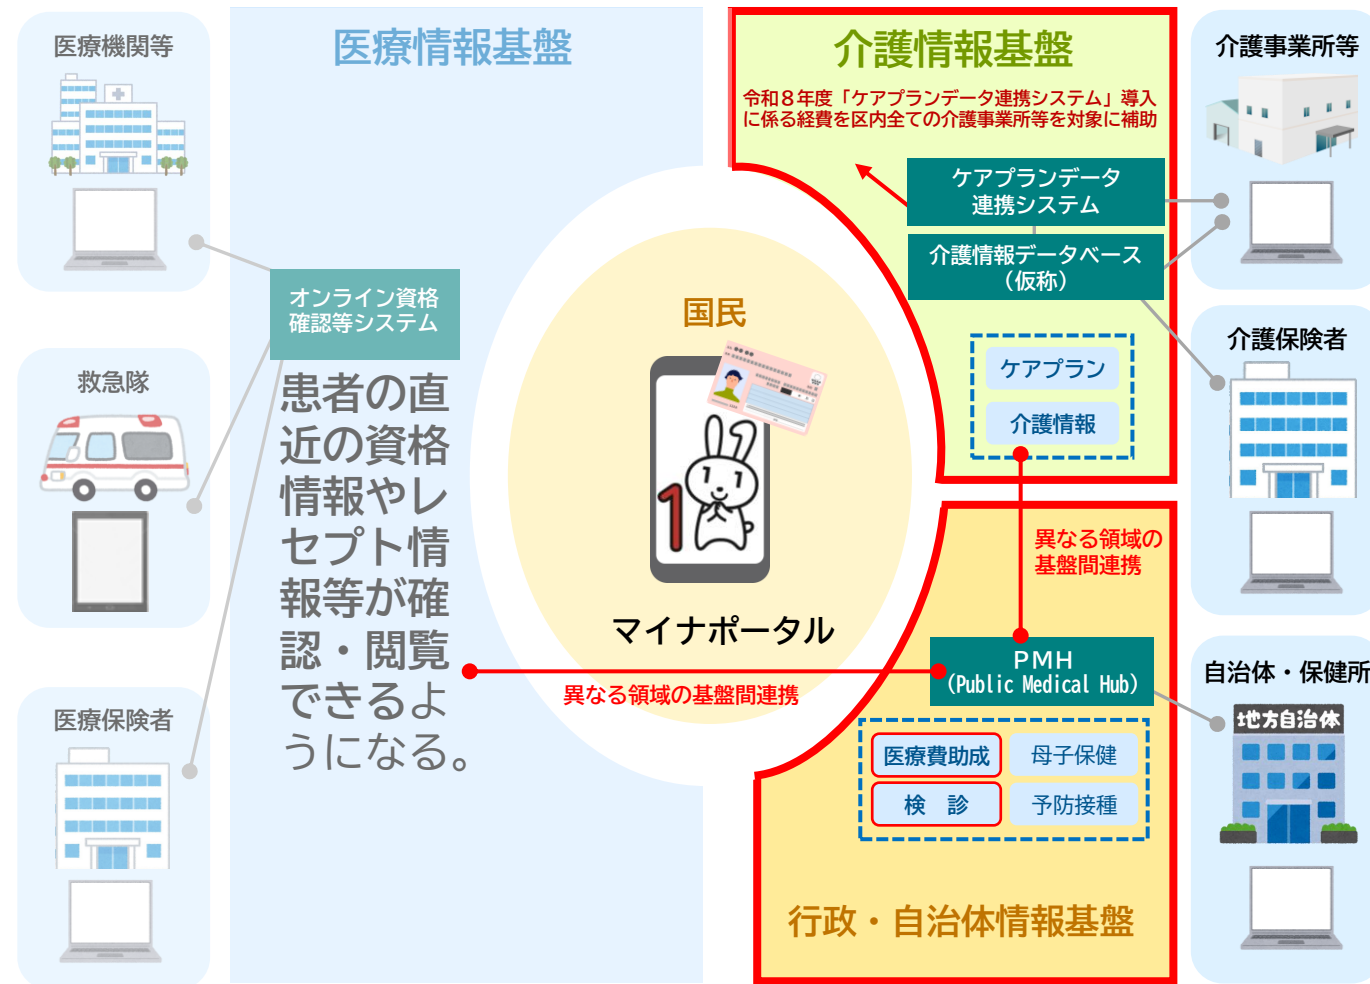 医療機関等
救急隊
医療保険者
医療情報基盤
オンライン資格
確認等システム
患者の直
近の資格
情報やレ
セプト情
報等が確
認・閲覧
できるよ
うになる。
国民
マイナポータル
異なる領域の基盤間連携
介護情報基盤
令和８年度「ケアプランデータ連携システム」導入
に係る経費を区内全ての介護事業所等を対象に補助
ケアプランデータ
連携システム
介護情報データベース
（仮称）
ケアプラン
介護情報
異なる領域の
基盤間連携
ＰＭＨ
（Public Medical Hub）
医療費助成
母子保健
検　診
予防接種
行政・自治体情報基盤
介護事業所等
介護保険者
自治体・保健所
地方自治体